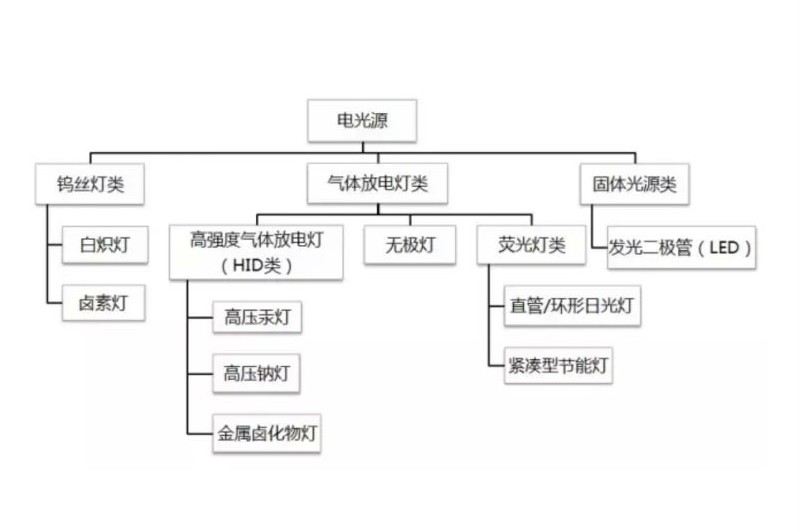 电光源
钨丝灯类
气体放电灯类
固体光源类
白炽灯
高强度气体放电灯
（HID类）
无极灯
荧光灯类
发光二极管（LED）
卤素灯
高压汞灯
直管/环形日光灯
高压钠灯
紧凑型节能灯
金属卤化物灯